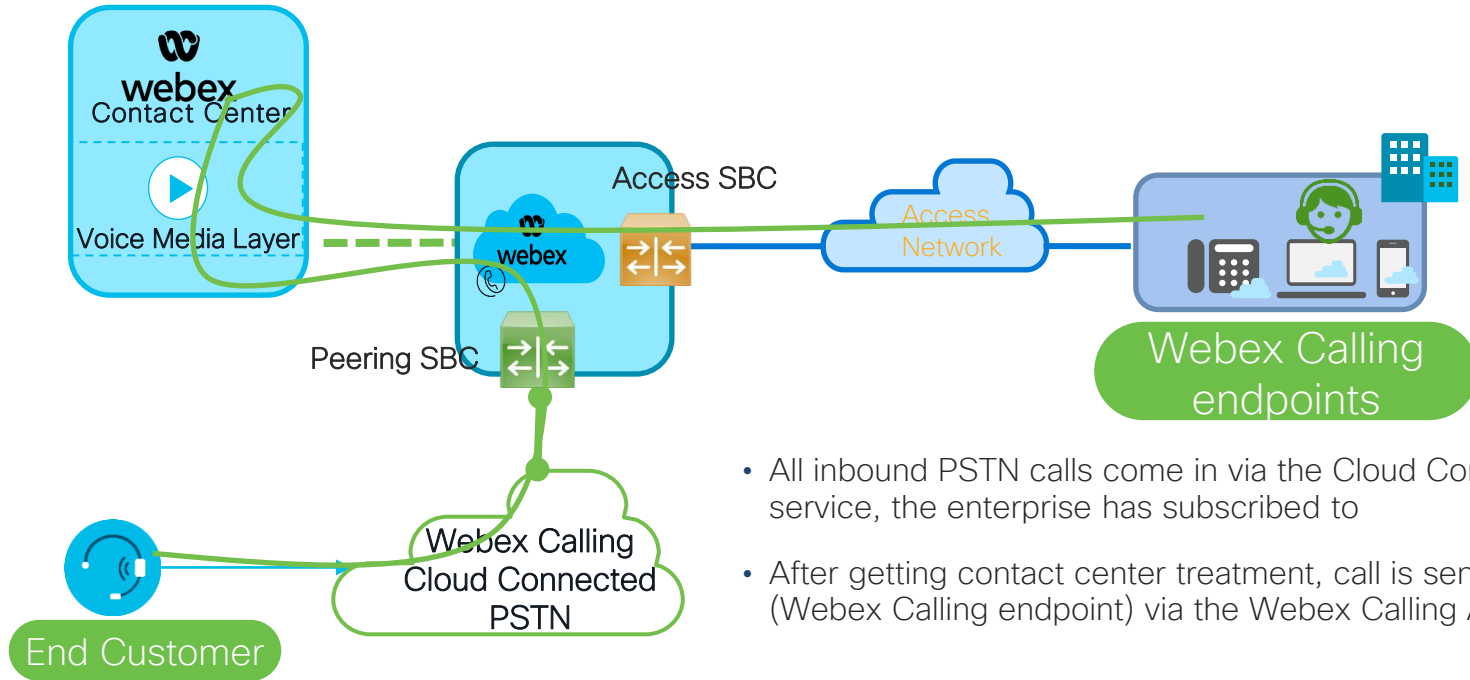 webex
Contact Center
Voice Media Layer
Access SBC
webex
Access
Network
Peering SBC
Webex Calling
endpoints
Webex Calling
Cloud Connected
PSTN
End Customer
• All inbound PSTN calls come in via the Cloud
service, the enterprise has subscribed to
• After getting contact center treatment, call is
(Webex Calling endpoint) via the Webex Calling